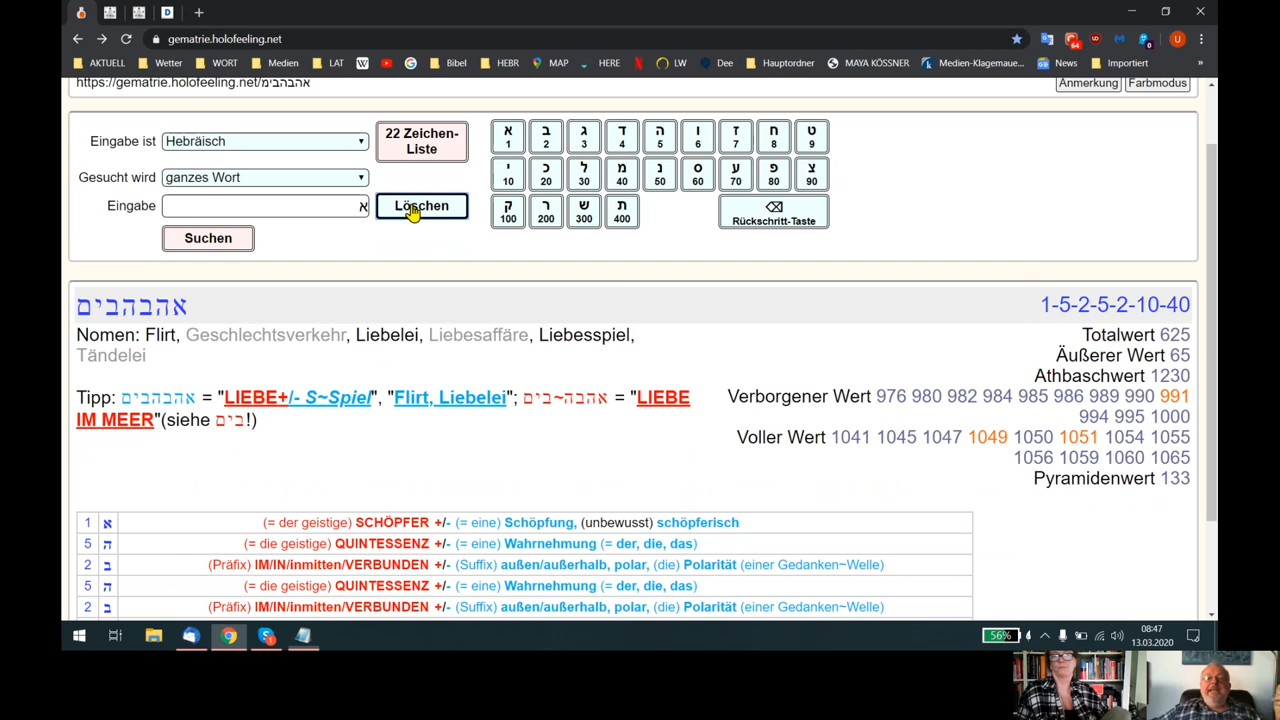 gematrie.holofeeling.net
64
0
U
AKTUELL Wetter WORT Medien LAT Bibel HEBR MAP HERE LW Dee Hauptordner MAYA KÖSSNER Medien-Klagemaue... News Importiert »
https://gematrie.holofeeling.net/אהבהבימ
Anmerkung Farbmodus
Eingabe ist Hebräisch
22 Zeichen-Liste
Gesucht wird ganzes Wort
Eingabe א Löschen
Suchen
א ב ג ד ה ו ז ח ט
1 2 3 4 5 6 7 8 9
י כ ל מ נ ס ע פ צ
10 20 30 40 50 60 70 80 90
ק ר ש ת
100 200 300 400
⌫ Rückschritt-Taste
אהבהבים 1-5-2-5-2-10-40
Nomen: Flirt, Geschlechtsverkehr, Liebelei, Liebesaffäre, Liebesspiel,
Tändelei
Tipp: אהבהבים = "LIEBE+/- S~Spiel", "Flirt, Liebelei"; אהבה~בים = "LIEBE
IM MEER"(siehe בים!)
Totalwert 625
Äußerer Wert 65
Athbaschwert 1230
Verborgener Wert 976 980 982 984 985 986 989 990 991
994 995 1000
Voller Wert 1041 1045 1047 1049 1050 1051 1054 1055
1056 1059 1060 1065
Pyramidenwert 133
1 א (= der geistige) SCHÖPFER +/- (= eine) Schöpfung, (unbewusst) schöpferisch
5 ה (= die geistige) QUINTESSENZ +/- (= eine) Wahrnehmung (= der, die, das)
2 ב (Präfix) IM/IN/inmitten/VERBUNDEN +/- (Suffix) außen/außerhalb, polar, (die) Polarität (einer Gedanken~Welle)
5 ה (= die geistige) QUINTESSENZ +/- (= eine) Wahrnehmung (= der, die, das)
2 ב (Präfix) IM/IN/inmitten/VERBUNDEN +/- (Suffix) außen/außerhalb, polar, (die) Polarität (einer Gedanken~Welle)
56%
08:47
13.03.2020